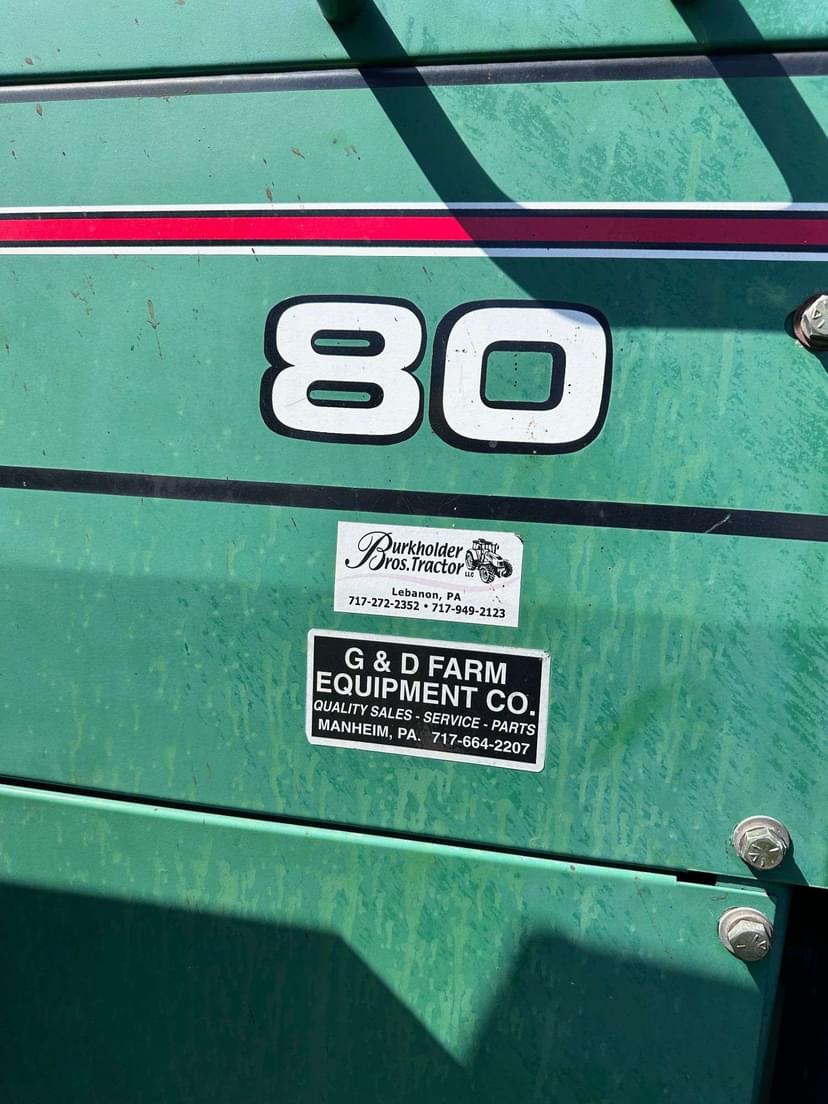 80
Burkholder
Bros. Tractor LLC
Lebanon, PA
717-272-2352 • 717-949-2123
G & D FARM
EQUIPMENT CO.
QUALITY SALES - SERVICE - PARTS
MANHEIM, PA. 717-664-2207